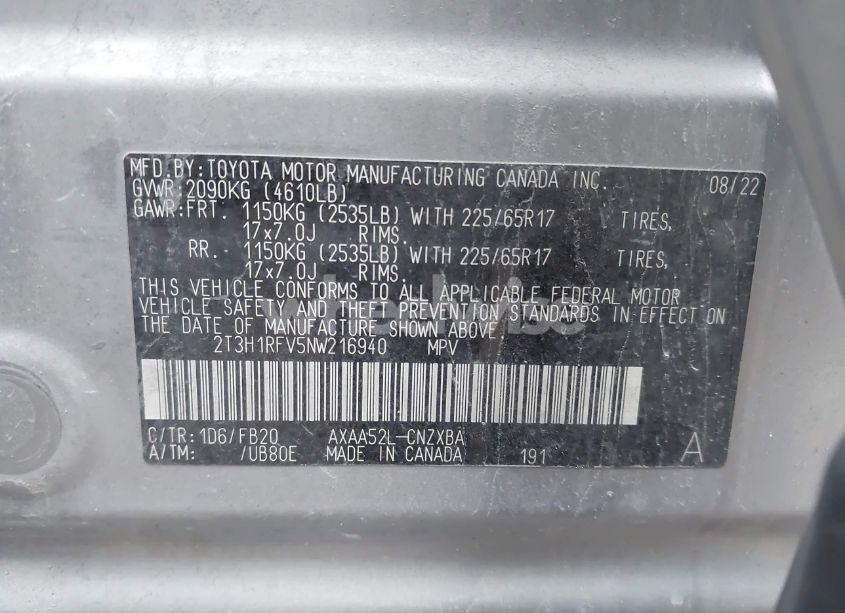 MFD.BY:TOYOTA MOTOR MANUFACTURING CANADA INC. 08/22
GVWR:2090KG (4610LB)
GAWR:FRT. 1150KG (2535LB) WITH 225/65R17 TIRES,
17x7.0J RIMS.
RR. 1150KG (2535LB) WITH 225/65R17 TIRES,
17x7.0J RIMS.
THIS VEHICLE CONFORMS TO ALL APPLICABLE FEDERAL MOTOR
VEHICLE SAFETY AND THEFT PREVENTION STANDARDS IN EFFECT ON
THE DATE OF MANUFACTURE SHOWN ABOVE.
2T3H1RFV5NW216940 MPV
C/TR:1D6/FB20 AXAA52L-CNZXBA
A/TM: /UB80E MADE IN CANADA 191 A